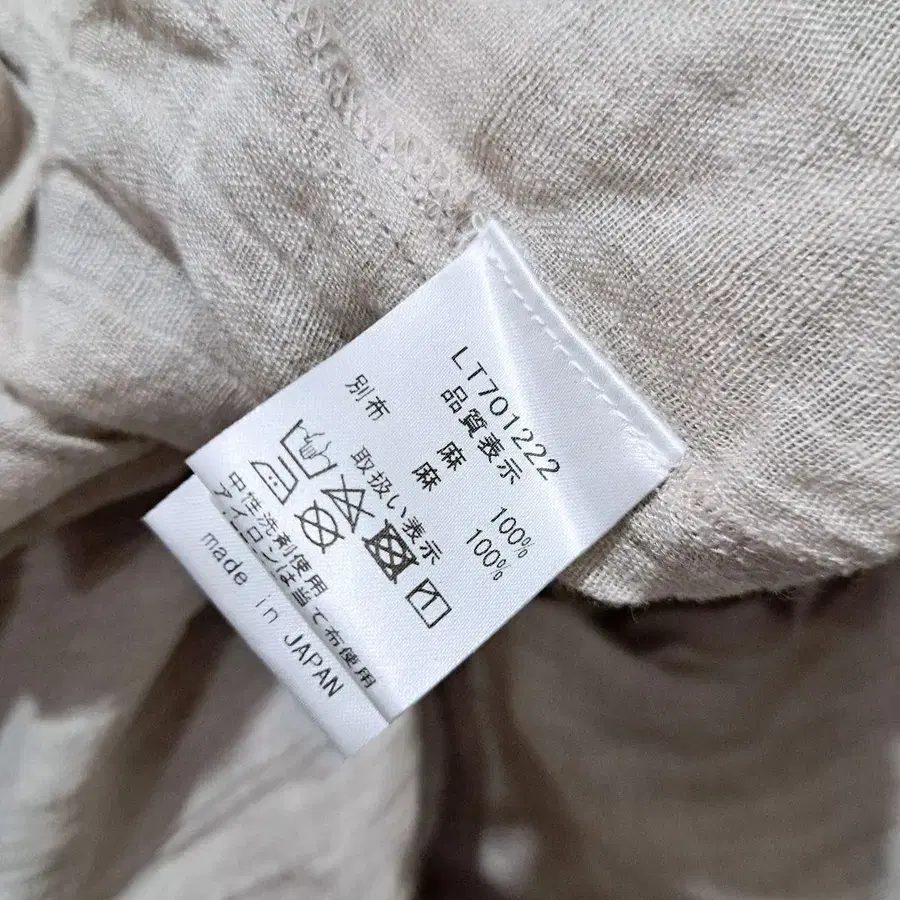 LT701222
品質表示
麻 100%
別布 麻 100%
取扱い表示
中性洗剤使用
アイロンは当て布使用
made in JAPAN